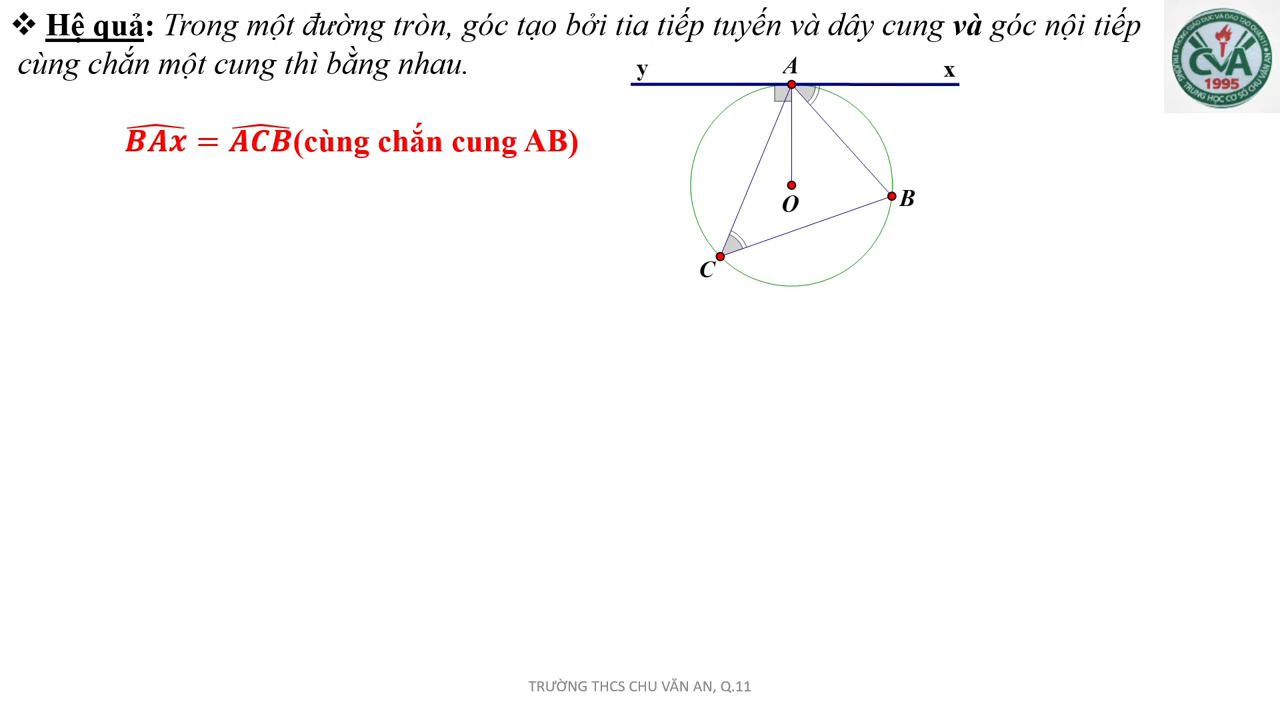 ❖ Hệ quả: Trong một đường tròn, góc tạo bởi tia tiếp tuyến và dây cung và góc nội tiếp
cùng chắn một cung thì bằng nhau.
y
A
x
BAx = ACB(cùng chắn cung AB)
O
B
C
CVA
1995
TRƯỜNG THCS CHU VĂN AN, Q.11